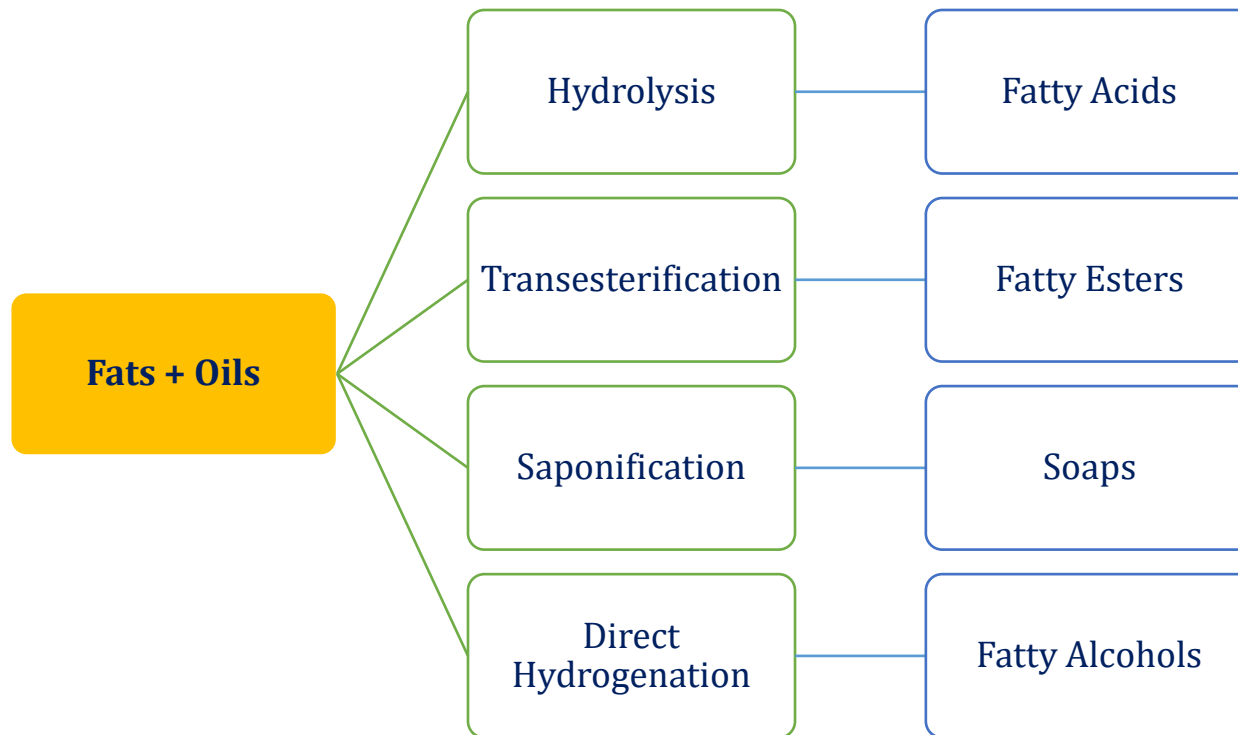 Fats + Oils
Hydrolysis
Fatty Acids
Transesterification
Fatty Esters
Saponification
Soaps
Direct
Hydrogenation
Fatty Alcohols